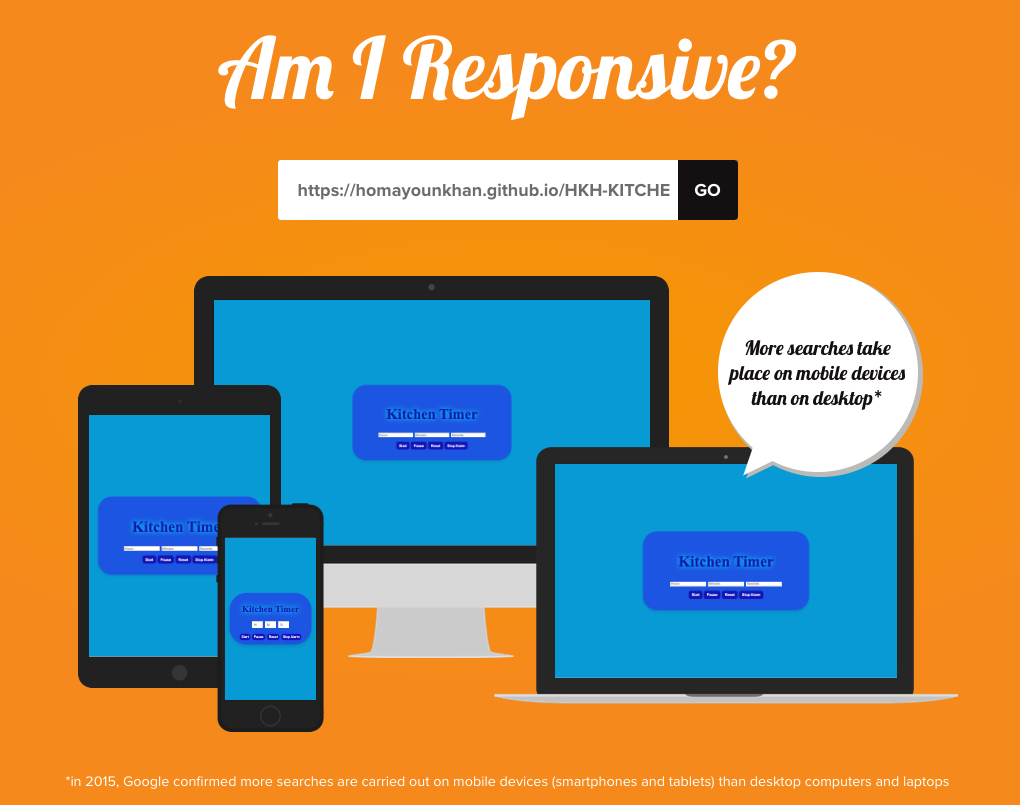 Am I Responsive?
https://homayounkhan.github.io/HKH-KITCHE GO
More searches take
place on mobile devices
than on desktop*
Kitchen Timer
Start Pause Reset Stop Alarm
Kitchen Time
Start Pause Reset Stop Alarm
Kitchen Timer
Start Pause Reset Stop Alarm
Kitchen Timer
Start Pause Reset Stop Alarm
*in 2015, Google confirmed more searches are carried out on mobile devices (smartphones and tablets) than desktop computers and laptops